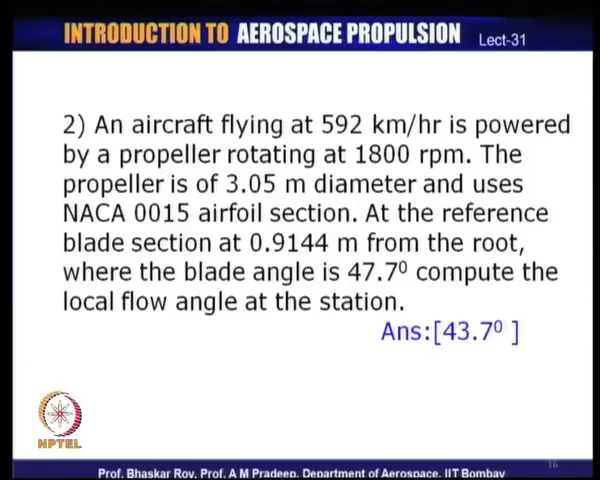 INTRODUCTION TO AEROSPACE PROPULSION Lect-31
2) An aircraft flying at 592 km/hr is powered
by a propeller rotating at 1800 rpm. The
propeller is of 3.05 m diameter and uses
NACA 0015 airfoil section. At the reference
blade section at 0.9144 m from the root,
where the blade angle is 47.7⁰ compute the
local flow angle at the station.
Ans:[43.7⁰ ]
NPTEL
16
Prof. Bhaskar Roy, Prof. A M Pradeep, Department of Aerospace, IIT Bombay